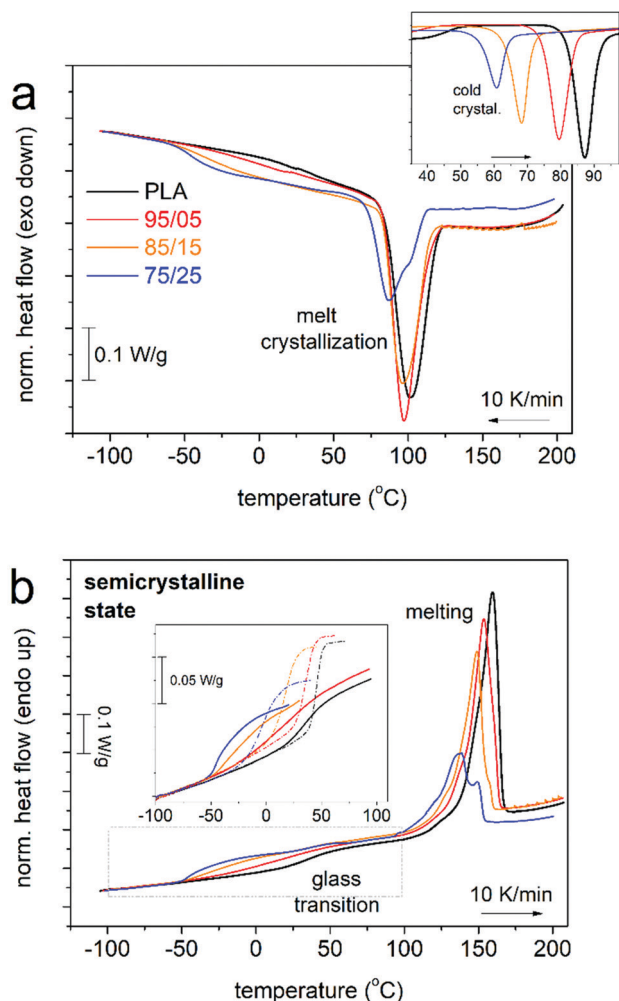 a
cold
crystal.
40 50 60 70 80 90
norm. heat flow (exo down)
PLA
95/05
85/15
75/25
0.1 W/g
melt
crystallization
10 K/min
-100 -50 0 50 100 150 200
temperature (°C)
b
semicrystalline
state
melting
0.05 W/g
-100 -50 0 50 100
norm. heat flow (endo up)
0.1 W/g
glass
transition
10 K/min
-100 -50 0 50 100 150 200
temperature (°C)